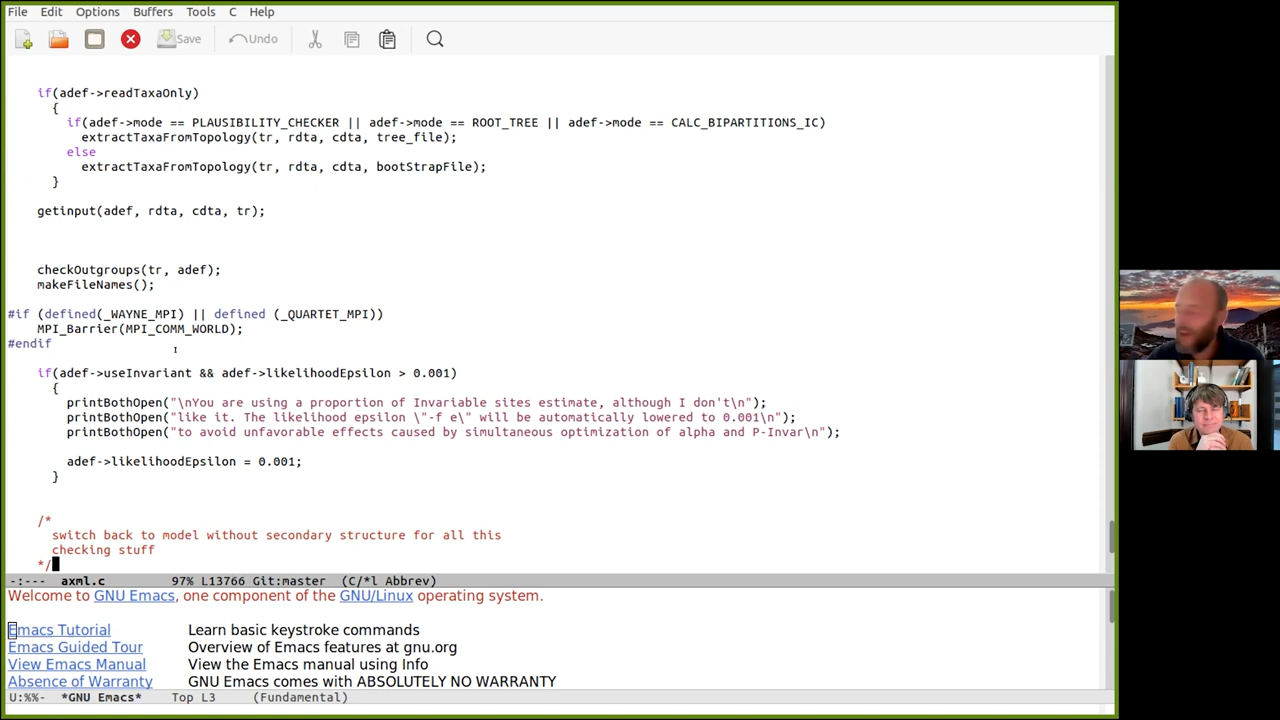 File Edit Options Buffers Tools C Help
Save Undo
if(adef->readTaxaOnly)
{
if(adef->mode == PLAUSIBILITY_CHECKER || adef->mode == ROOT_TREE || adef->mode == CALC_BIPARTITIONS_IC)
extractTaxaFromTopology(tr, rdta, cdta, tree_file);
else
extractTaxaFromTopology(tr, rdta, cdta, bootStrapFile);
}
getinput(adef, rdta, cdta, tr);
checkOutgroups(tr, adef);
makeFileNames();
#if (defined(_WAYNE_MPI) || defined (_QUARTET_MPI))
MPI_Barrier(MPI_COMM_WORLD);
#endif
if(adef->useInvariant && adef->likelihoodEpsilon > 0.001)
{
printBothOpen("\nYou are using a proportion of Invariable sites estimate, although I don't\n");
printBothOpen("like it. The likelihood epsilon \"-f e\" will be automatically lowered to 0.001\n");
printBothOpen("to avoid unfavorable effects caused by simultaneous optimization of alpha and P-Invar\n");
adef->likelihoodEpsilon = 0.001;
}
/*
switch back to model without secondary structure for all this
checking stuff
*/
-:--- axml.c 97% L13766 Git:master (C/*l Abbrev)
Welcome to GNU Emacs, one component of the GNU/Linux operating system.
Emacs Tutorial Learn basic keystroke commands
Emacs Guided Tour Overview of Emacs features at gnu.org
View Emacs Manual View the Emacs manual using Info
Absence of Warranty GNU Emacs comes with ABSOLUTELY NO WARRANTY
U:%%- *GNU Emacs* Top L3 (Fundamental)